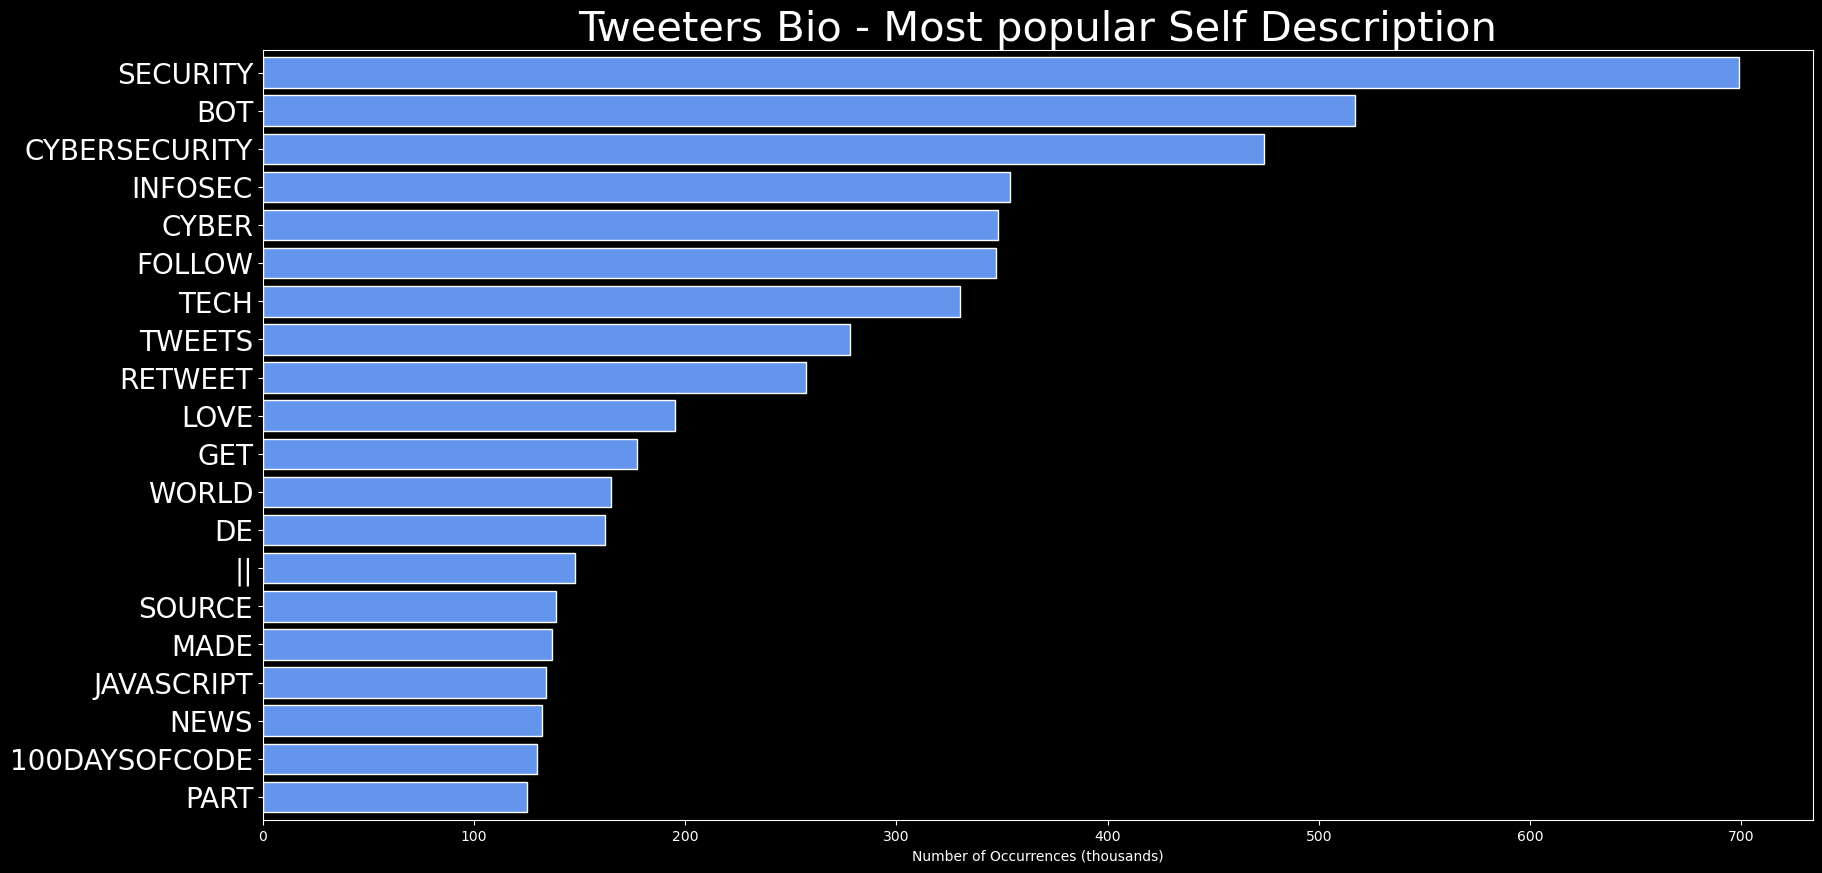 Tweeters Bio - Most popular Self Description
SECURITY
BOT
CYBERSECURITY
INFOSEC
CYBER
FOLLOW
TECH
TWEETS
RETWEET
LOVE
GET
WORLD
DE
||
SOURCE
MADE
JAVASCRIPT
NEWS
100DAYSOFCODE
PART
0 100 200 300 400 500 600 700
Number of Occurrences (thousands)